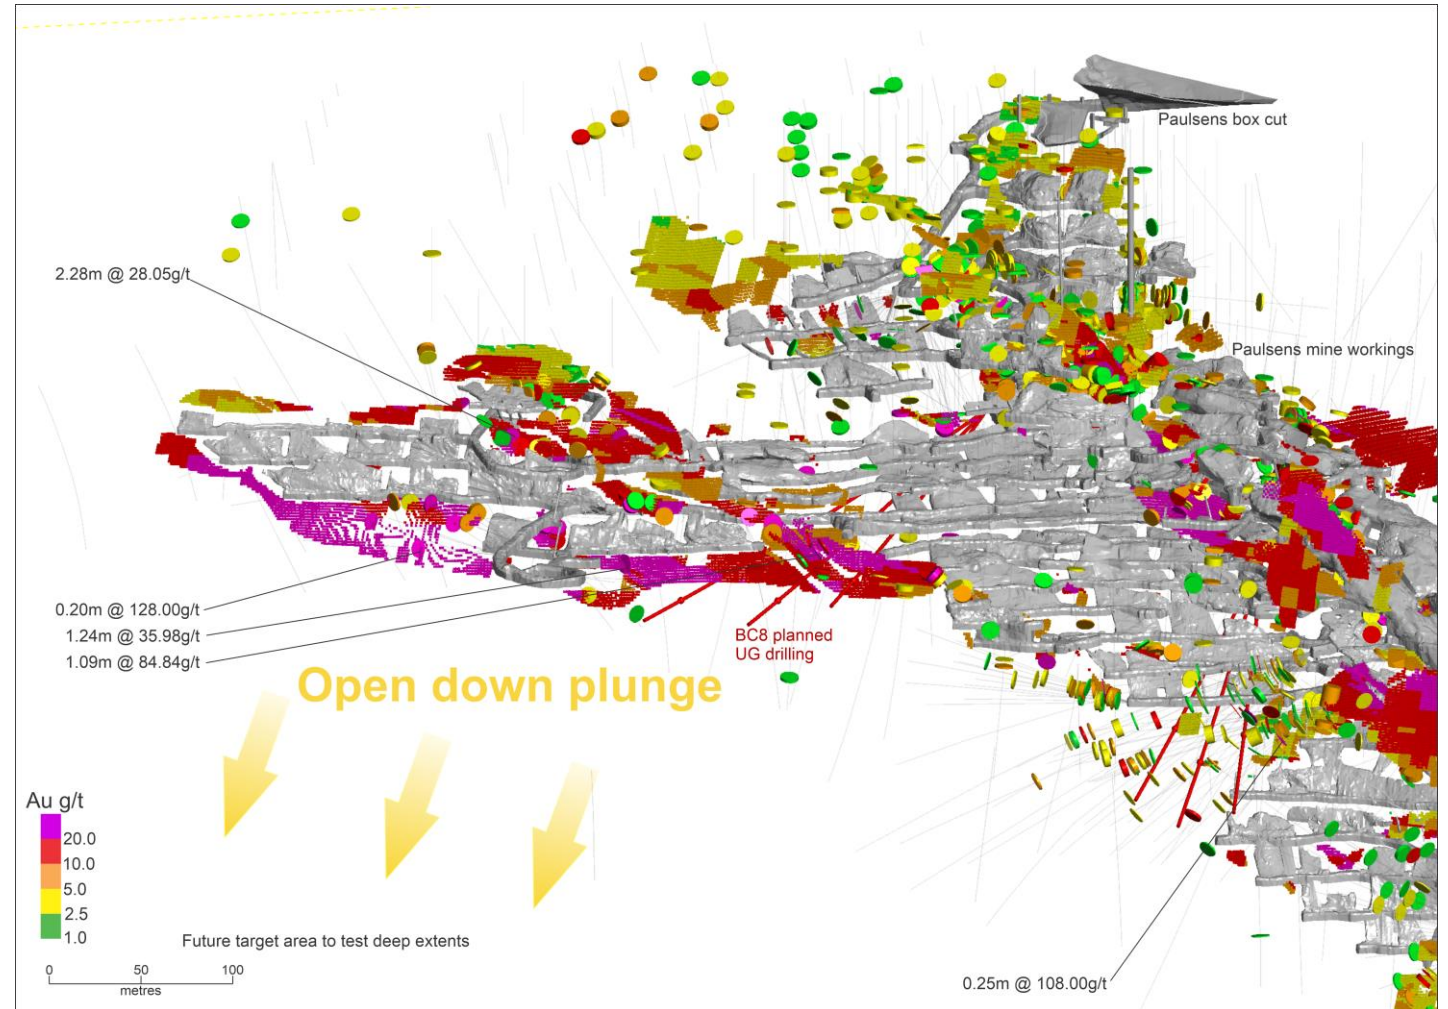 Paulsens box cut
2.28m @ 28.05g/t
Paulsens mine workings
0.20m @ 128.00g/t
1.24m @ 35.98g/t
1.09m @ 84.84g/t
BC8 planned
UG drilling
Open down plunge
Au g/t
20.0
10.0
5.0
2.5
1.0
Future target area to test deep extents
0 50 100
metres
0.25m @ 108.00g/t